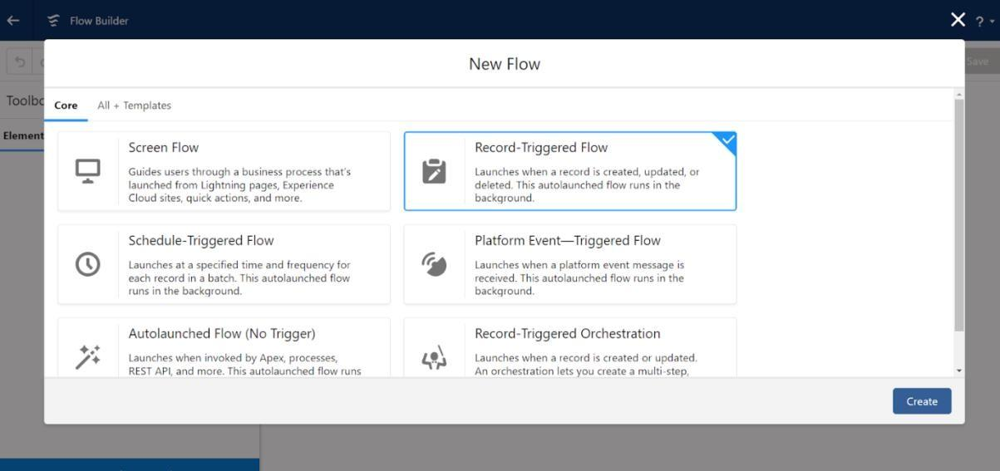 Flow Builder
?
New Flow
Save
Toolbo
Core
All + Templates
Element
Screen Flow
Guides users through a business process that's
launched from Lightning pages, Experience
Cloud sites, quick actions, and more.
Record-Triggered Flow
Launches when a record is created, updated, or
deleted. This autolaunched flow runs in the
background.
Schedule-Triggered Flow
Launches at a specified time and frequency for
each record in a batch. This autolaunched flow
runs in the background.
Platform Event—Triggered Flow
Launches when a platform event message is
received. This autolaunched flow runs in the
background.
Autolaunched Flow (No Trigger)
Launches when invoked by Apex, processes,
REST API, and more. This autolaunched flow runs
Record-Triggered Orchestration
Launches when a record is created or updated.
An orchestration lets you create a multi-step,
Create